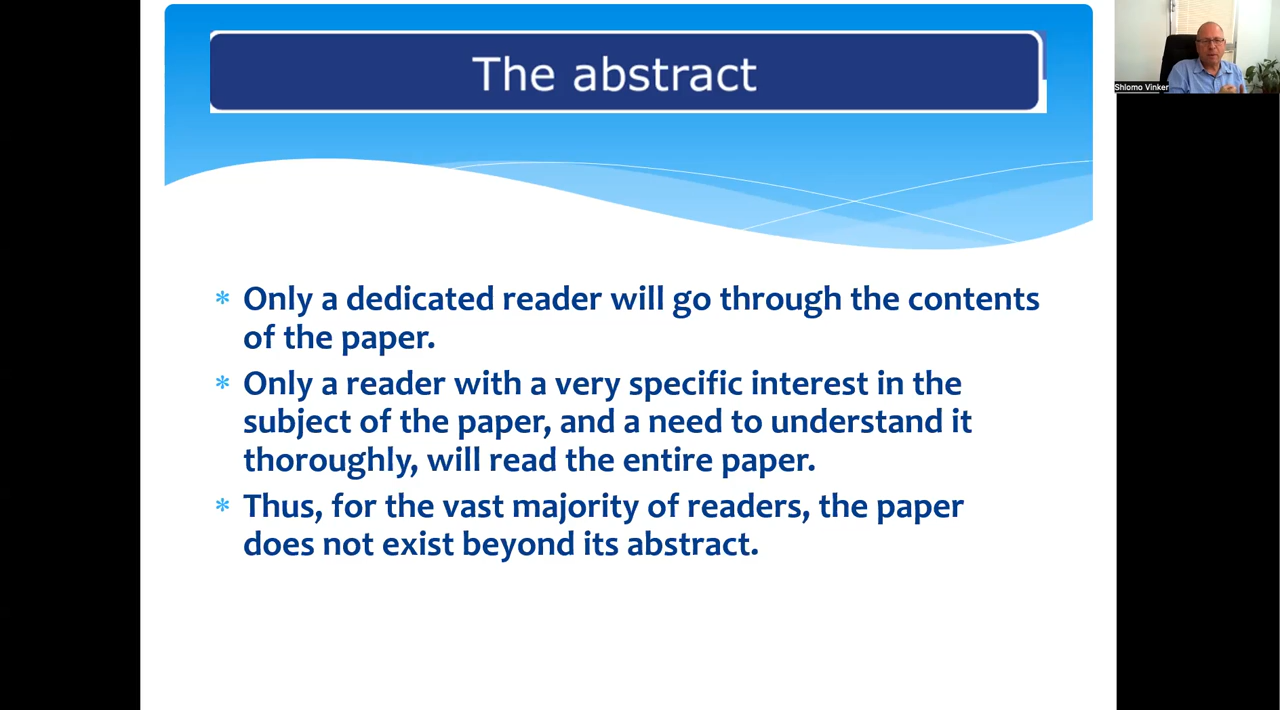 The abstract
Shlomo Vinker
* Only a dedicated reader will go through the contents
of the paper.
* Only a reader with a very specific interest in the
subject of the paper, and a need to understand it
thoroughly, will read the entire paper.
* Thus, for the vast majority of readers, the paper
does not exist beyond its abstract.